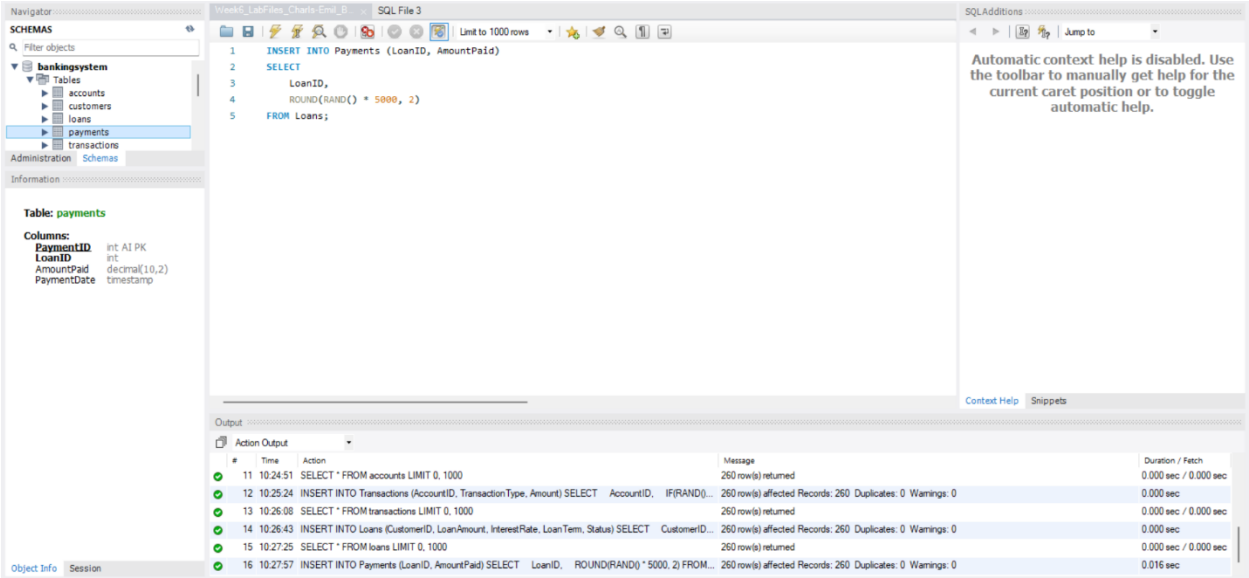 Navigator
SCHEMAS
Filter objects
bankingsystem
Tables
accounts
customers
loans
payments
transactions
Administration Schemas
Information
Table: payments
Columns:
PaymentID int AI PK
LoanID int
AmountPaid decimal(10,2)
PaymentDate timestamp
Object Info Session
Week6_LabFiles_Charls-Emil_B... SQL File 3
Limit to 1000 rows
1 INSERT INTO Payments (LoanID, AmountPaid)
2 SELECT
3 LoanID,
4 ROUND(RAND() * 5000, 2)
5 FROM Loans;
SQLAdditions
Jump to
Automatic context help is disabled. Use
the toolbar to manually get help for the
current caret position or to toggle
automatic help.
Context Help Snippets
Output
Action Output
# Time Action Message Duration / Fetch
11 10:24:51 SELECT * FROM accounts LIMIT 0, 1000 260 row(s) returned 0.000 sec / 0.000 sec
12 10:25:24 INSERT INTO Transactions (AccountID, TransactionType, Amount) SELECT AccountID, IF(RAND()... 260 row(s) affected Records: 260 Duplicates: 0 Warnings: 0 0.000 sec
13 10:26:08 SELECT * FROM transactions LIMIT 0, 1000 260 row(s) returned 0.000 sec / 0.000 sec
14 10:26:43 INSERT INTO Loans (CustomerID, LoanAmount, InterestRate, LoanTerm, Status) SELECT CustomerID... 260 row(s) affected Records: 260 Duplicates: 0 Warnings: 0 0.000 sec
15 10:27:25 SELECT * FROM loans LIMIT 0, 1000 260 row(s) returned 0.000 sec / 0.000 sec
16 10:27:57 INSERT INTO Payments (LoanID, AmountPaid) SELECT LoanID, ROUND(RAND() * 5000, 2) FROM... 260 row(s) affected Records: 260 Duplicates: 0 Warnings: 0 0.016 sec